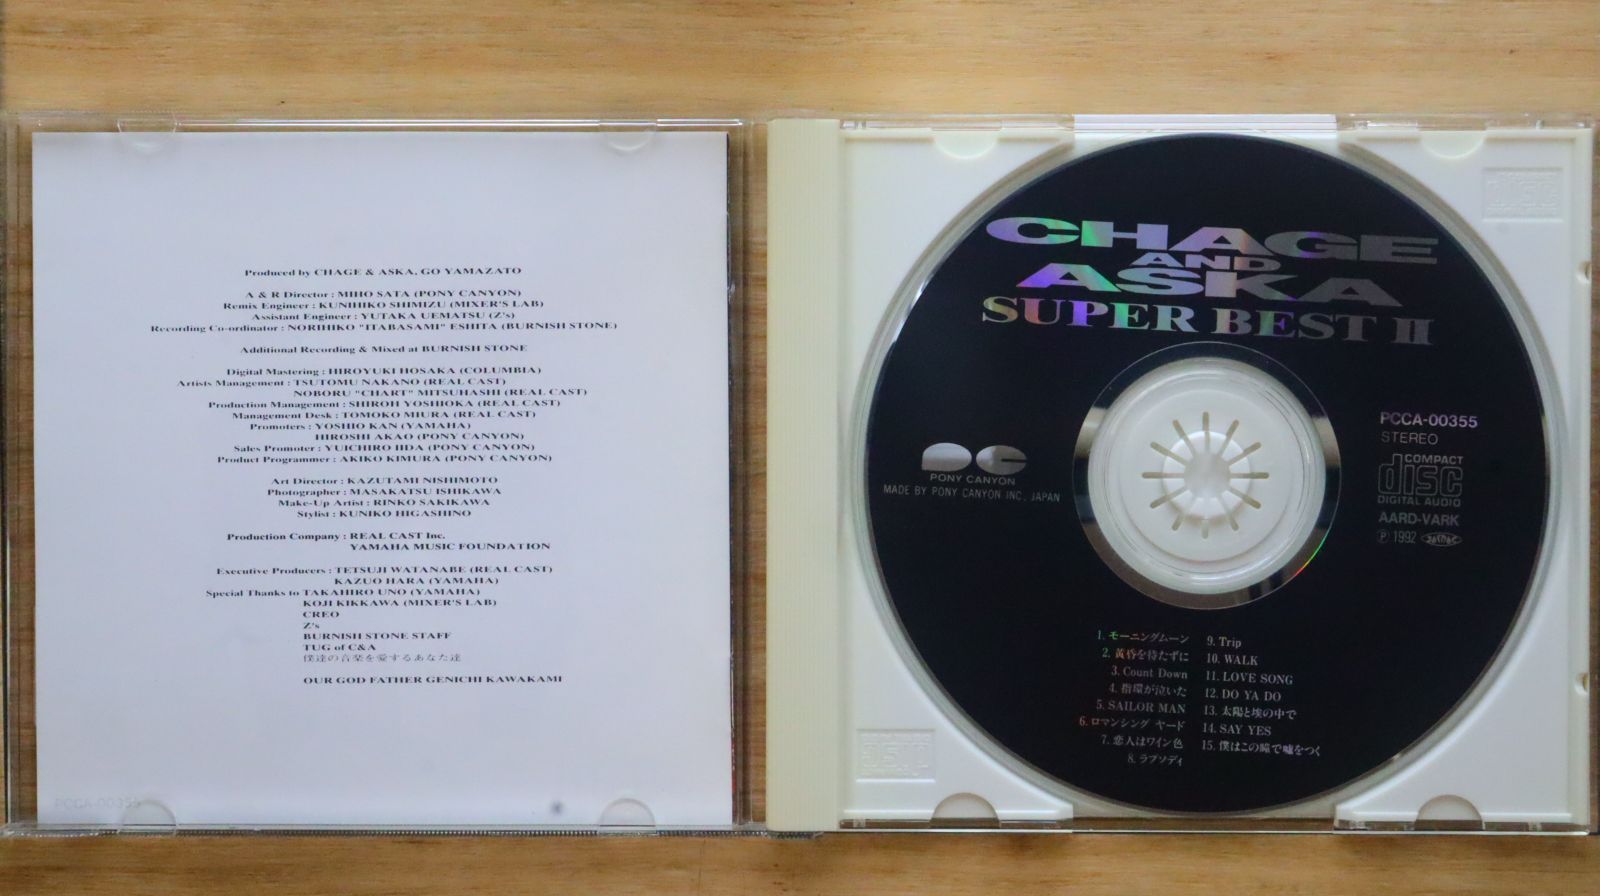 Produced by CHAGE & ASKA, GO YAMAZATO
A & R Director : MIHO SATA (PONY CANYON)
Remix Engineer : KUNIHIKO SHIMIZU (MIXER'S LAB)
Assistant Engineer : YUTAKA UEMATSU (Z's)
Recording Co-ordinator : NORIHIKO "ITABASAMI" ESHITA (BURNISH STONE)
Additional Recording & Mixed at BURNISH STONE
Digital Mastering : HIROYUKI HOSAKA (COLUMBIA)
Artists Management : TSUTOMU NAKANO (REAL CAST)
NOBORU "CHART" MITSUHASHI (REAL CAST)
Production Management : SHIROH YOSHIOKA (REAL CAST)
Management Desk : TOMOKO MIURA (REAL CAST)
Promoters : YOSHIO KAN (YAMAHA)
HIROSHI AKAO (PONY CANYON)
Sales Promoter : YUICHIRO IIDA (PONY CANYON)
Product Programmer : AKIKO KIMURA (PONY CANYON)
Art Director : KAZUTAMI NISHIMOTO
Photographer : MASAKATSU ISHIKAWA
Make-Up Artist : RINKO SAKIKAWA
Stylist : KUNIKO HIGASHINO
Production Company : REAL CAST Inc.
YAMAHA MUSIC FOUNDATION
Executive Producers : TETSUJI WATANABE (REAL CAST)
KAZUO HARA (YAMAHA)
Special Thanks to TAKAHIRO UNO (YAMAHA)
KOJI KIKKAWA (MIXER'S LAB)
CREO
Z's
BURNISH STONE STAFF
TUG of C&A
僕達の音楽を愛するあなた達
OUR GOD FATHER GENICHI KAWAKAMI
PCCA-00355
CHAGE
AND
ASKA
SUPER BEST II
PONY CANYON
MADE BY PONY CANYON INC, JAPAN
PCCA-00355
STEREO
COMPACT
disc
DIGITAL AUDIO
AARD-VARK
Ⓟ 1992
1. モーニングムーン
2. 黄昏を待たずに
3. Count Down
4. 指環が泣いた
5. SAILOR MAN
6. ロマンシング ヤード
7. 恋人はワイン色
8. ラプソディ
9. Trip
10. WALK
11. LOVE SONG
12. DO YA DO
13. 太陽と埃の中で
14. SAY YES
15. 僕はこの瞳で嘘をつく